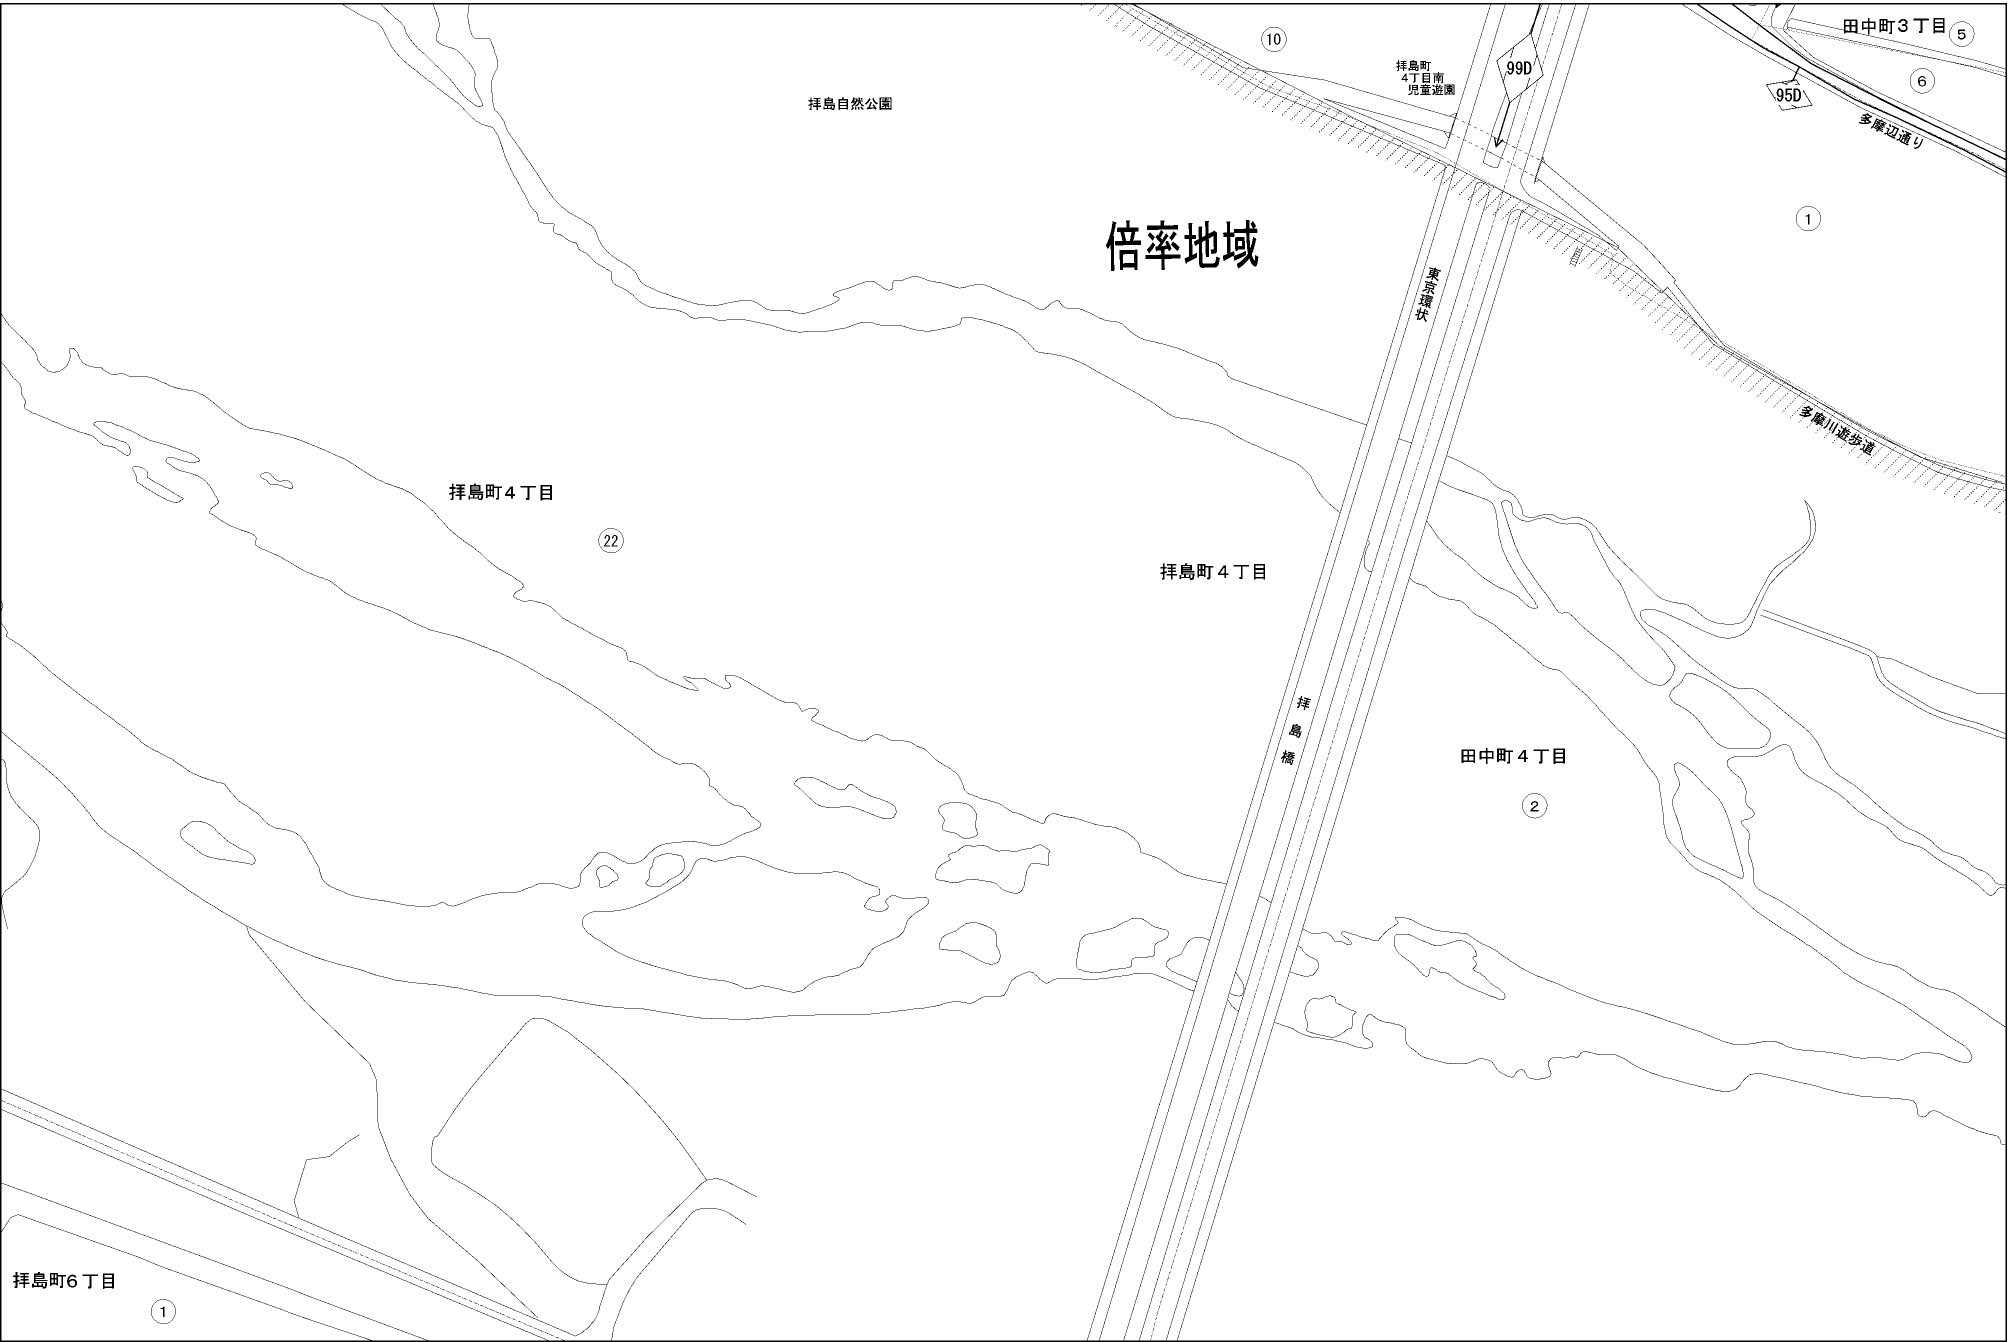 田中町3丁目
5
10
拝島町
4丁目南
児童遊園
99D
6
95D
拝島自然公園
多摩辺通り
1
倍率地域
東京環状
多摩川遊歩道
拝島町4丁目
22
拝島町4丁目
拝島橋
田中町4丁目
2
拝島町6丁目
1